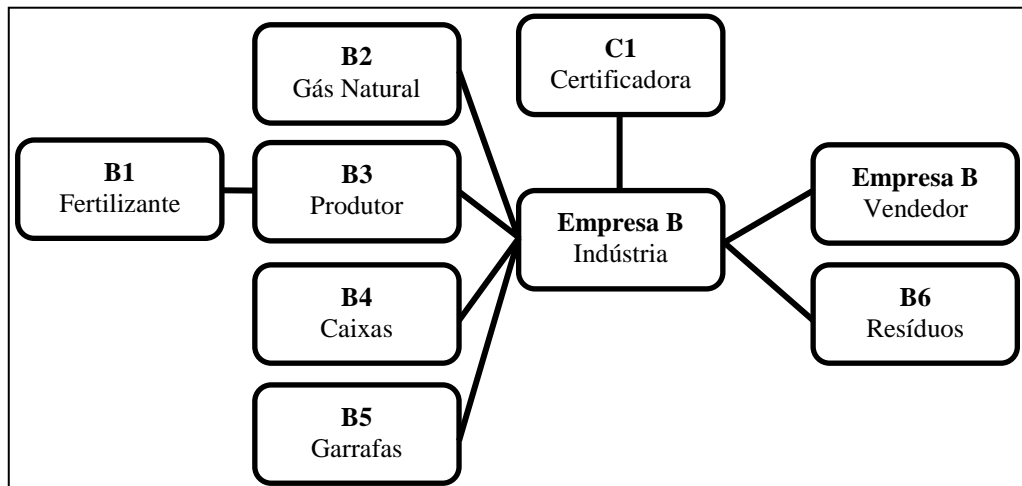 B2
Gás Natural
C1
Certificadora
B1
Fertilizante
B3
Produtor
Empresa B
Indústria
Empresa B
Vendedor
B4
Caixas
B6
Resíduos
B5
Garrafas